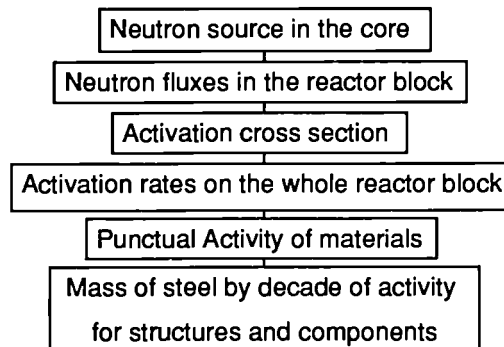 Neutron source in the core
Neutron fluxes in the reactor block
Activation cross section
Activation rates on the whole reactor block
Punctual Activity of materials
Mass of steel by decade of activity
for structures and components